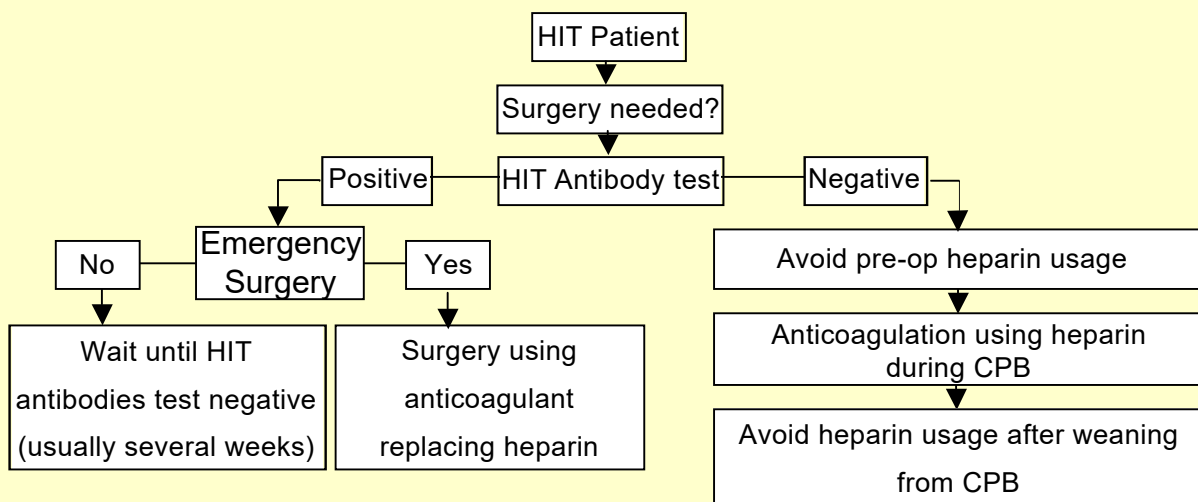 HIT Patient
Surgery needed?
HIT Antibody test
Positive
Negative
Emergency
Surgery
No
Yes
Wait until HIT
antibodies test negative
(usually several weeks)
Surgery using
anticoagulant
replacing heparin
Avoid pre-op heparin usage
Anticoagulation using heparin
during CPB
Avoid heparin usage after weaning
from CPB